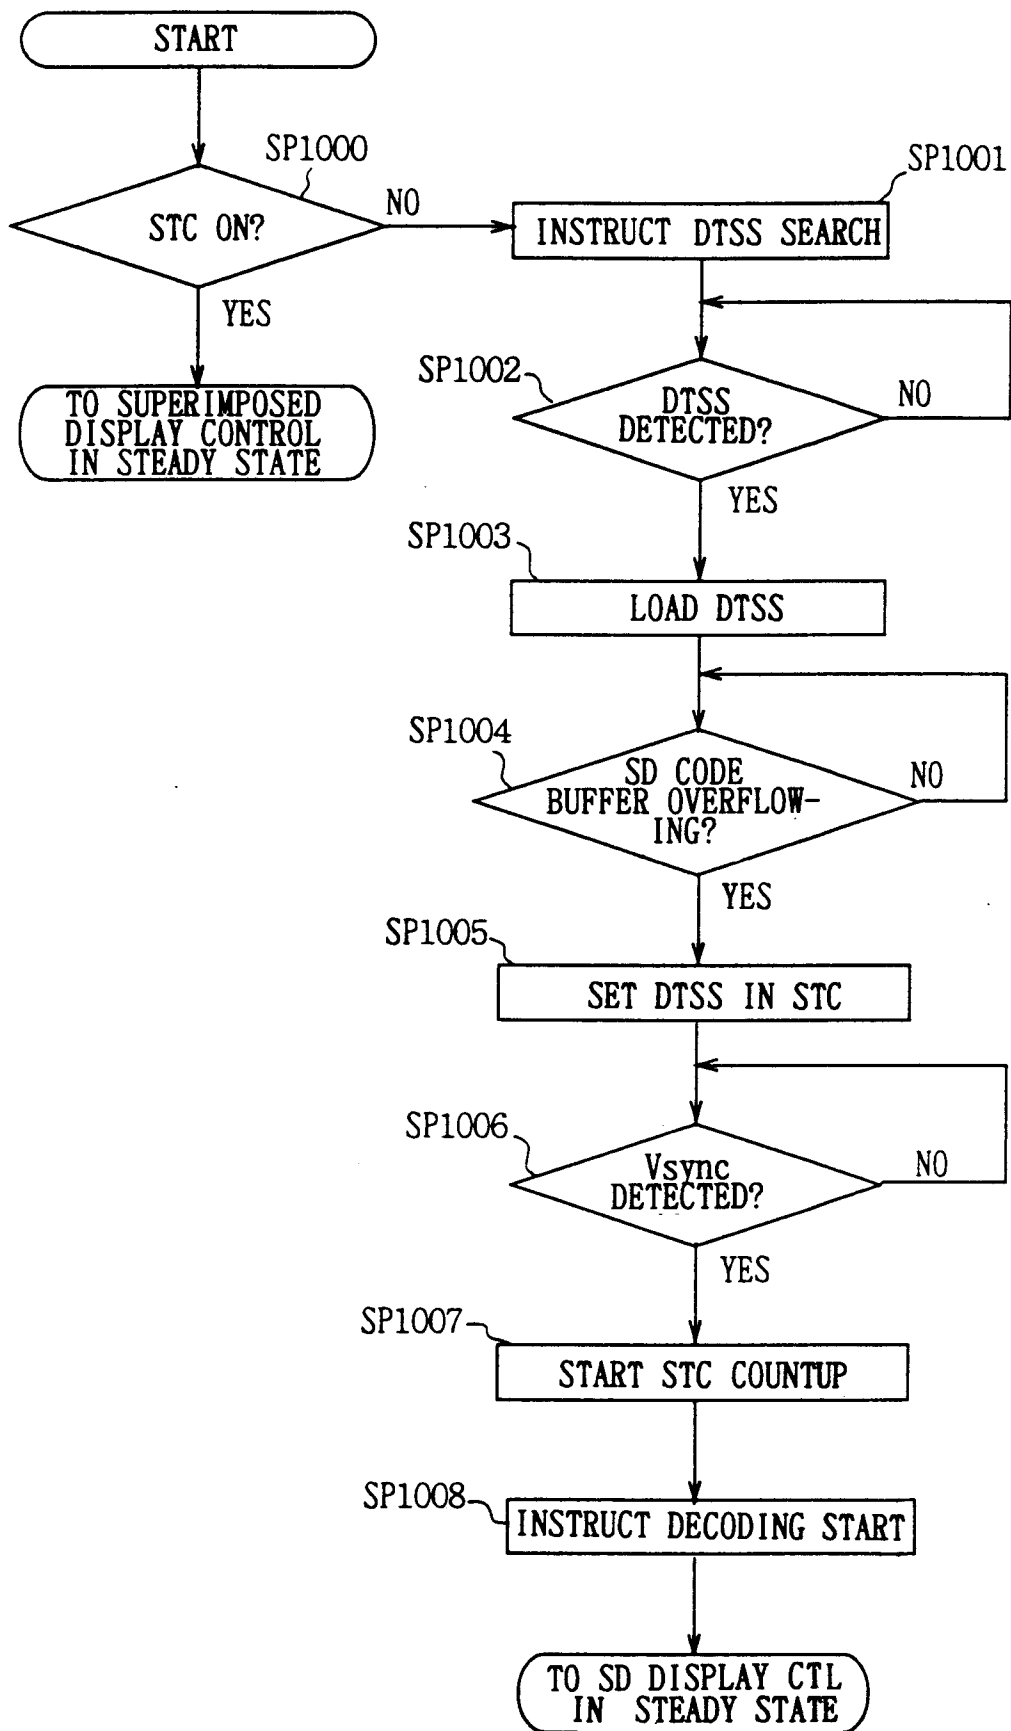 START
SP1000
STC ON?
NO
SP1001
INSTRUCT DTSS SEARCH
YES
TO SUPERIMPOSED
DISPLAY CONTROL
IN STEADY STATE
SP1002
DTSS
DETECTED?
NO
YES
SP1003
LOAD DTSS
SP1004
SD CODE
BUFFER OVERFLOW-
ING?
NO
YES
SP1005
SET DTSS IN STC
SP1006
Vsync
DETECTED?
NO
YES
SP1007
START STC COUNTUP
SP1008
INSTRUCT DECODING START
TO SD DISPLAY CTL
IN STEADY STATE